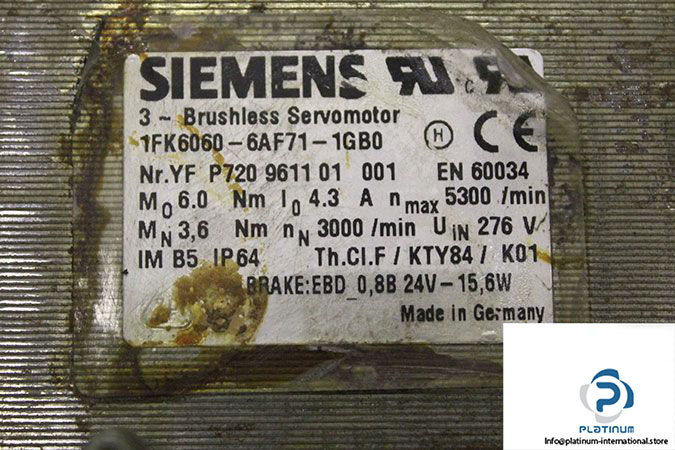 SIEMENS
3 ~ Brushless Servomotor
1FK6060-6AF71-1GB0 H CE
Nr.YF P720 9611 01 001 EN 60034
M0 6.0 Nm I0 4.3 A nmax 5300 /min
MN 3,6 Nm nN 3000 /min UIN 276 V
IM B5 IP64 Th.Cl.F / KTY84 / K01
BRAKE:EBD_0,8B 24V-15,6W
Made in Germany
PLATINUM
info@platinum-international.store